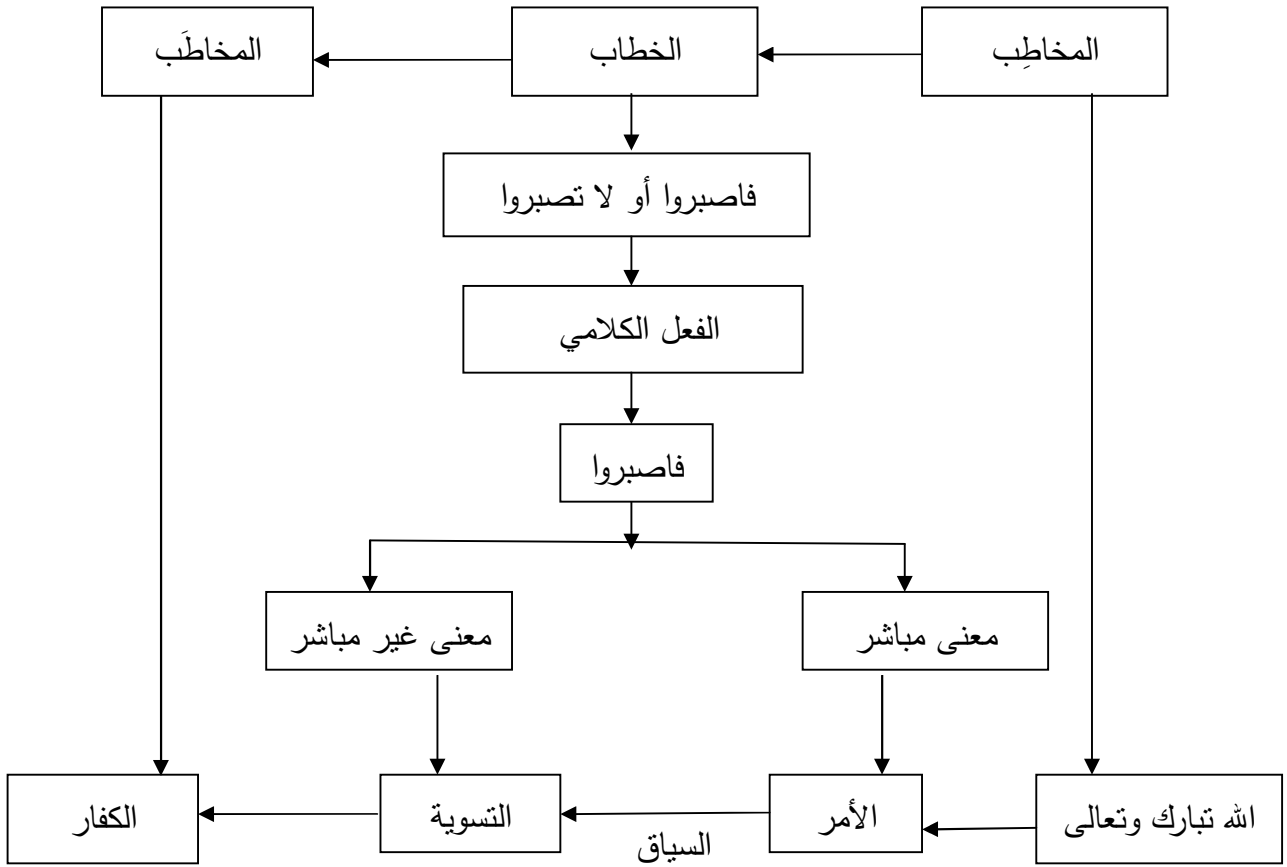 المخاطِب
الخطاب
المخاطَب
فاصبروا أو لا تصبروا
الفعل الكلامي
فاصبروا
معنى مباشر
معنى غير مباشر
الله تبارك وتعالى
الأمر
السياق
التسوية
الكفار